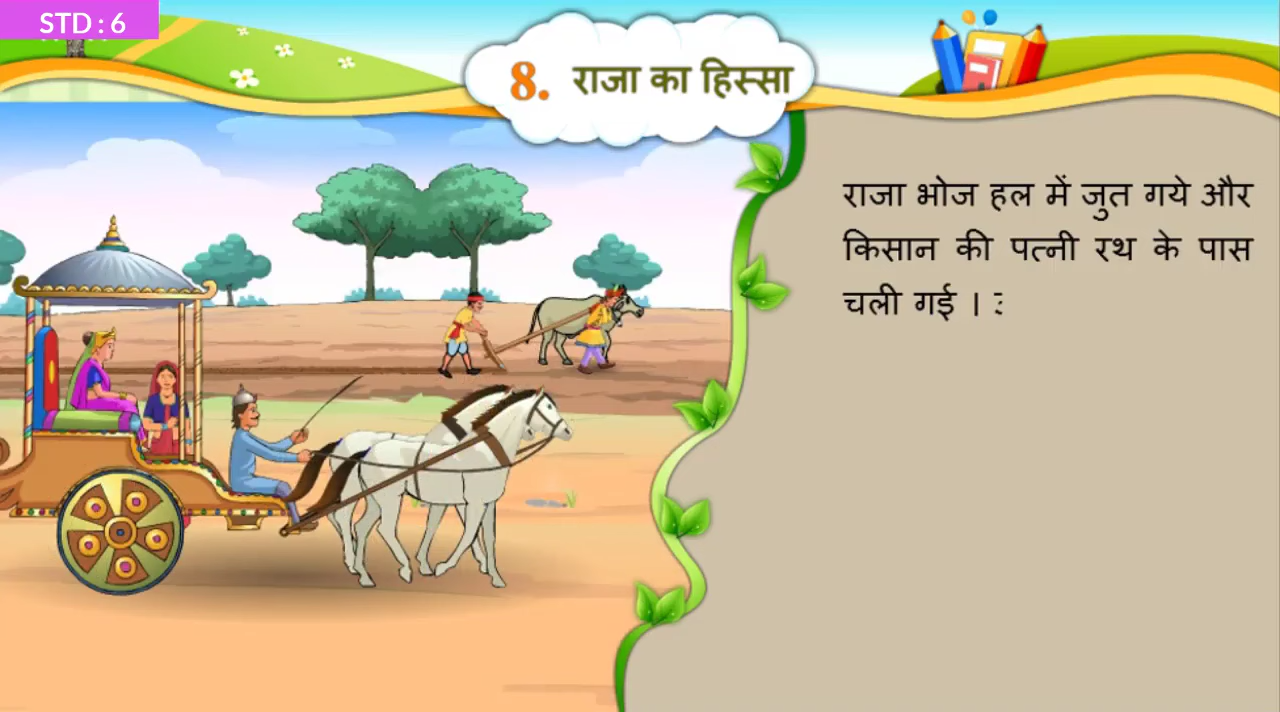 STD : 6
8. राजा का हिस्सा
राजा भोज हल में जुत गये और
किसान की पत्नी रथ के पास
चली गई ।